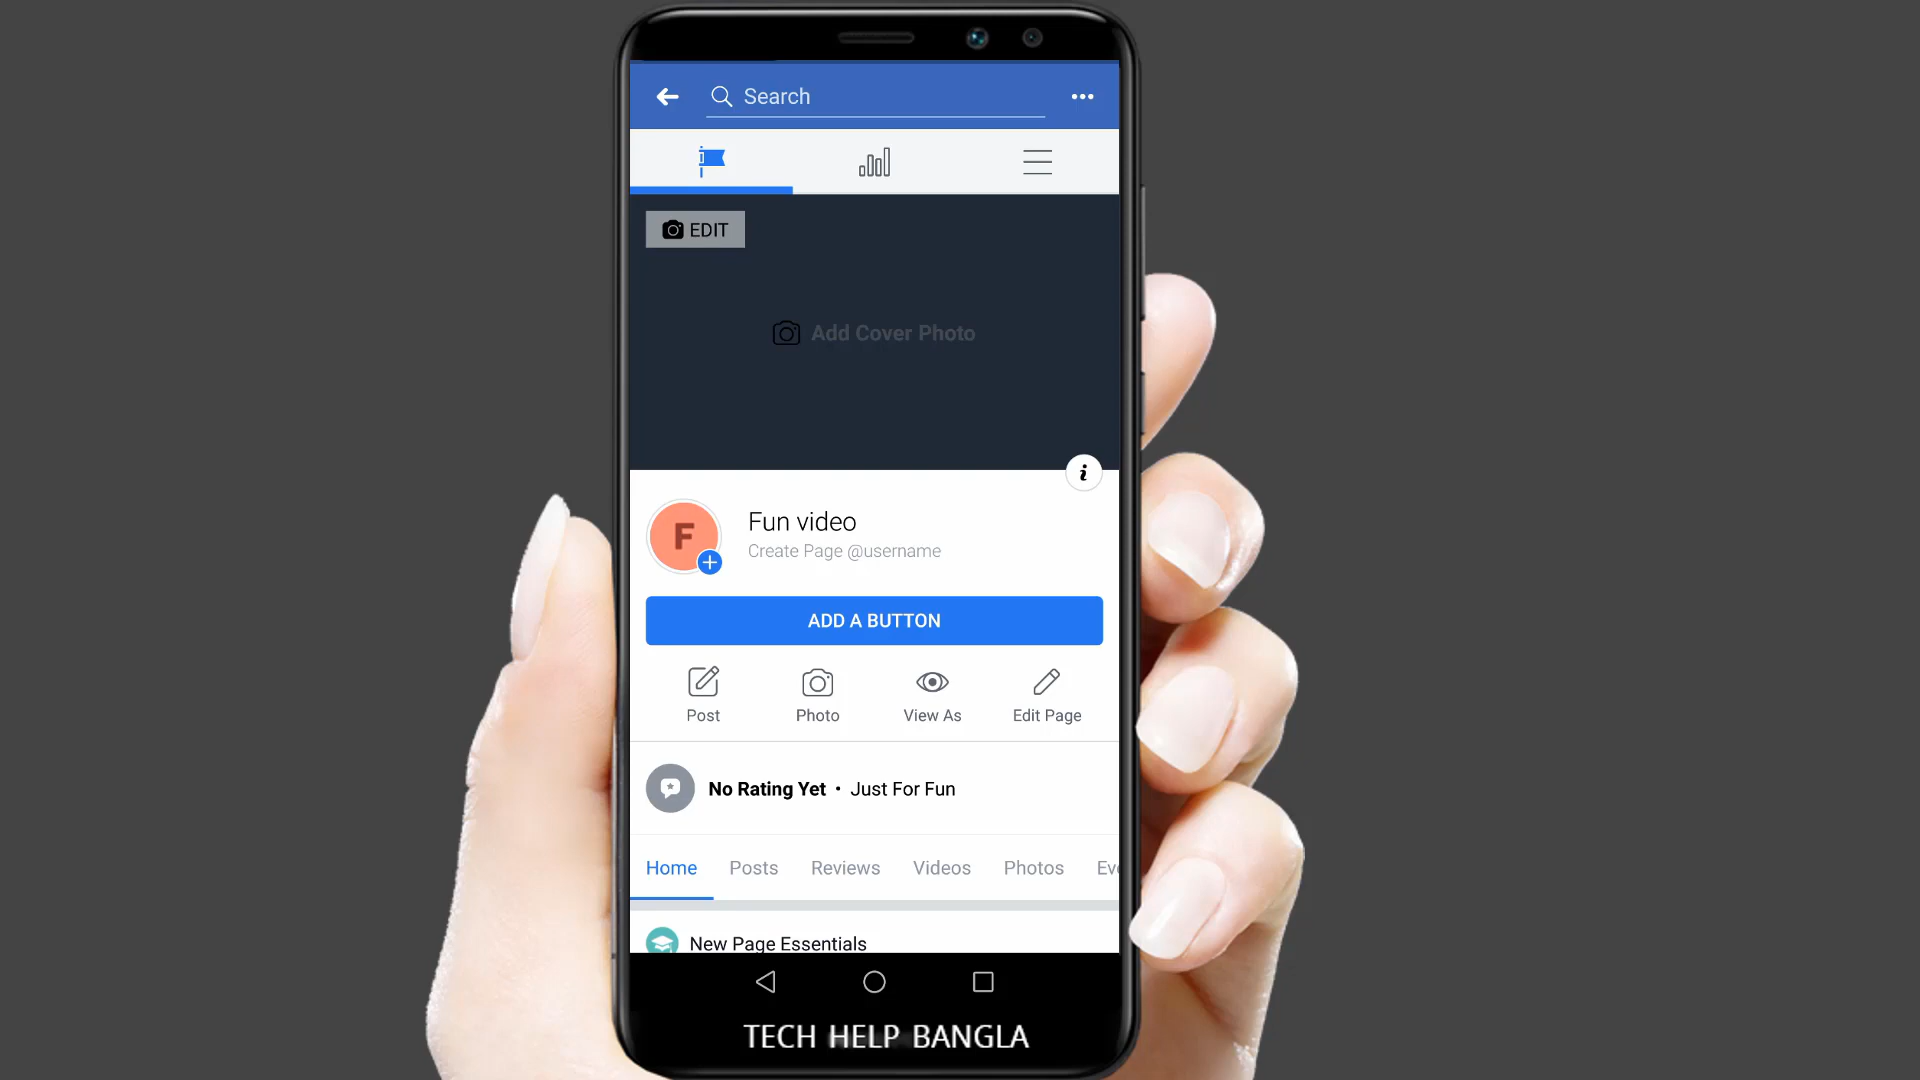 Search
EDIT
Add Cover Photo
i
F
Fun video
Create Page @username
ADD A BUTTON
Post Photo View As Edit Page
No Rating Yet • Just For Fun
Home Posts Reviews Videos Photos Eve
New Page Essentials
TECH HELP BANGLA